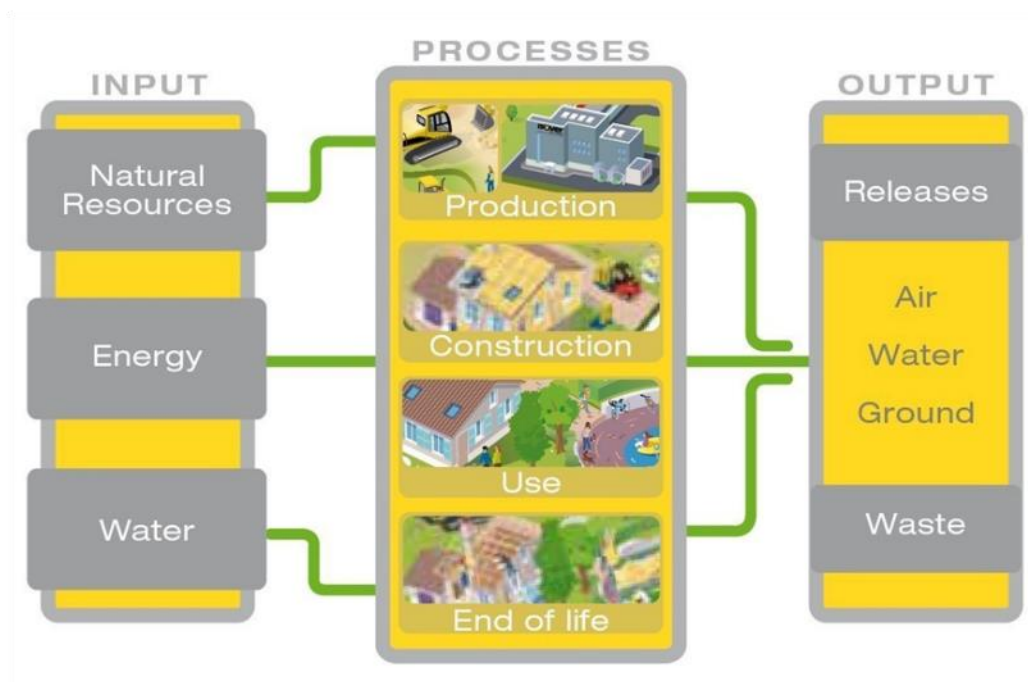 PROCESSES
INPUT
OUTPUT
Natural
Resources
Energy
Water
Production
Construction
Use
End of life
Releases
Air
Water
Ground
Waste